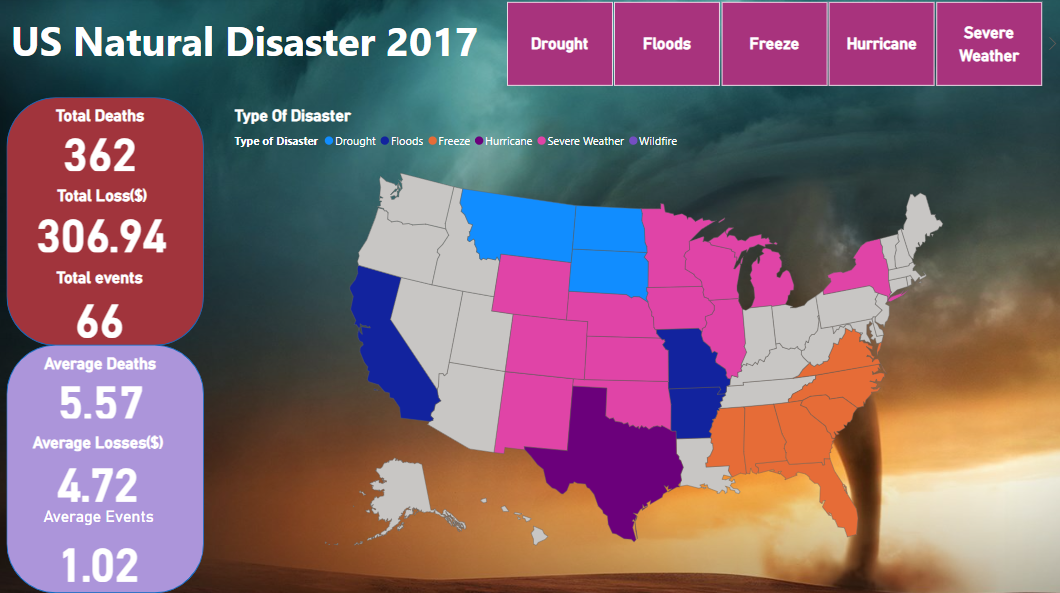 US Natural Disaster 2017
Drought
Floods
Freeze
Hurricane
Severe
Weather
Total Deaths
362
Total Loss($)
306.94
Total events
66
Average Deaths
5.57
Average Losses($)
4.72
Average Events
1.02
Type Of Disaster
Type of Disaster Drought Floods Freeze Hurricane Severe Weather Wildfire